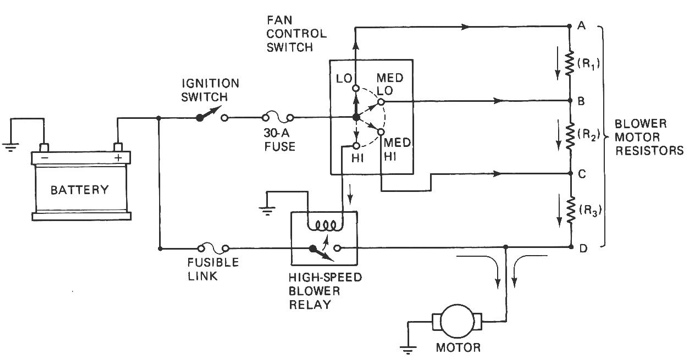 FAN
CONTROL
SWITCH
A
LO
MED
LO
(R1)
IGNITION
SWITCH
B
30-A
FUSE
BLOWER
MOTOR
RESISTORS
(R2)
MED
HI
HI
- +
BATTERY
C
(R3)
D
FUSIBLE
LINK
HIGH-SPEED
BLOWER
RELAY
MOTOR